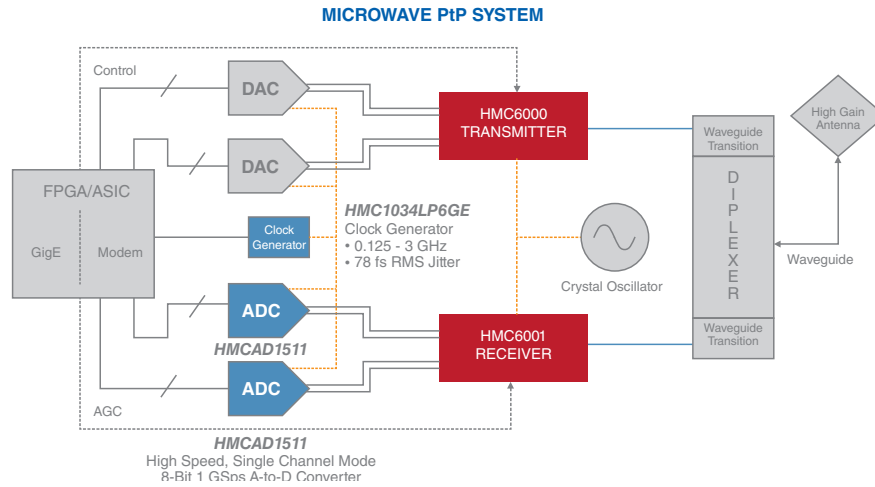 MICROWAVE PtP SYSTEM
Control
DAC
HMC6000
TRANSMITTER
High Gain
Antenna
Waveguide
Transition
DAC
FPGA/ASIC
GigE
Modem
Clock
Generator
HMC1034LP6GE
Clock Generator
• 0.125 - 3 GHz
• 78 fs RMS Jitter
Crystal Oscillator
DIPLEXER
Waveguide
ADC
HMCAD1511
HMC6001
RECEIVER
Waveguide
Transition
ADC
AGC
HMCAD1511
High Speed, Single Channel Mode
8-Bit 1 GSps A-to-D Converter